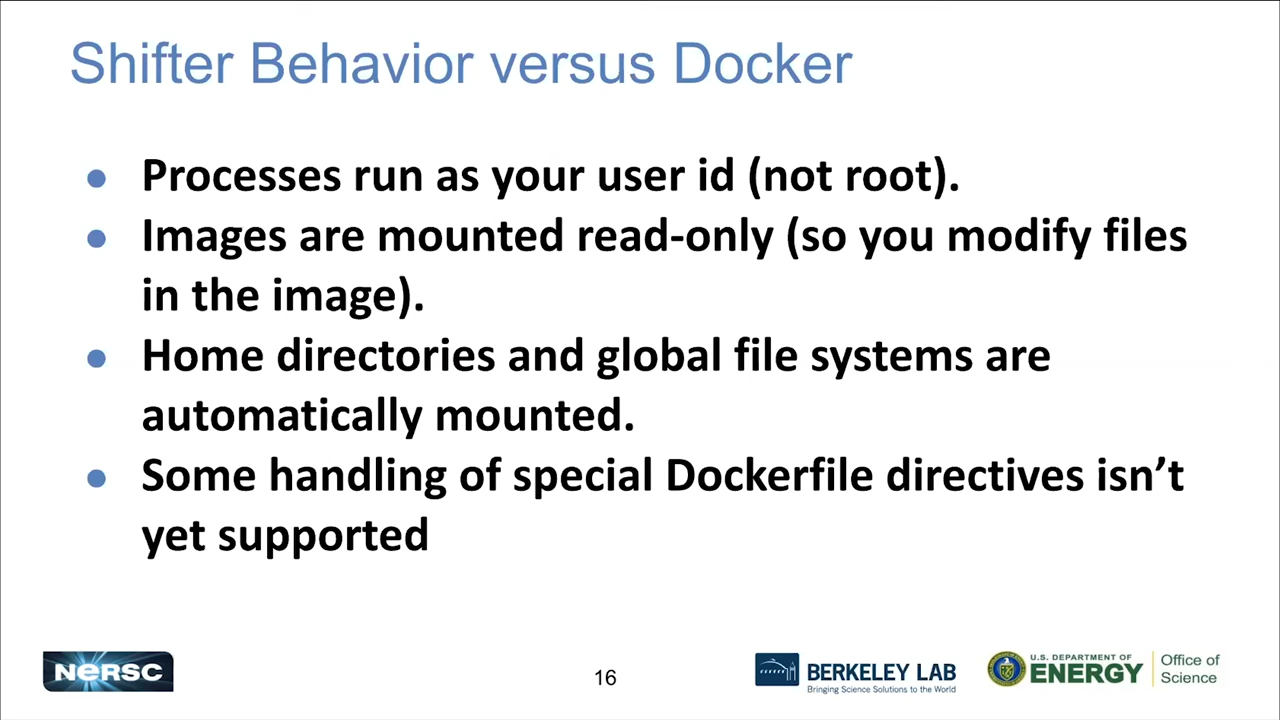 Shifter Behavior versus Docker
• Processes run as your user id (not root).
• Images are mounted read-only (so you modify files
in the image).
• Home directories and global file systems are
automatically mounted.
• Some handling of special Dockerfile directives isn’t
yet supported
NERSC
16
BERKELEY LAB
Bringing Science Solutions to the World
U.S. DEPARTMENT OF
ENERGY
Office of
Science